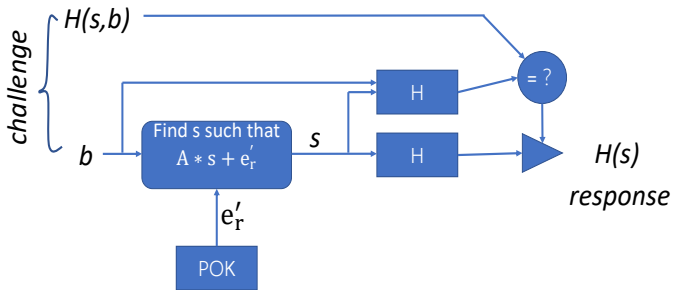 challenge
H(s,b)
= ?
H
Find s such that
A * s + e′r
b
s
H
H(s)
response
e′r
POK